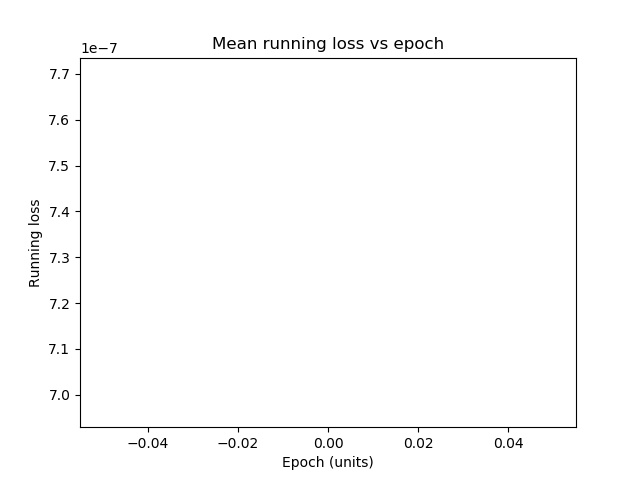 Mean running loss vs epoch
1e−7
7.7
7.6
7.5
7.4
7.3
7.2
7.1
7.0
Running loss
−0.04 −0.02 0.00 0.02 0.04
Epoch (units)